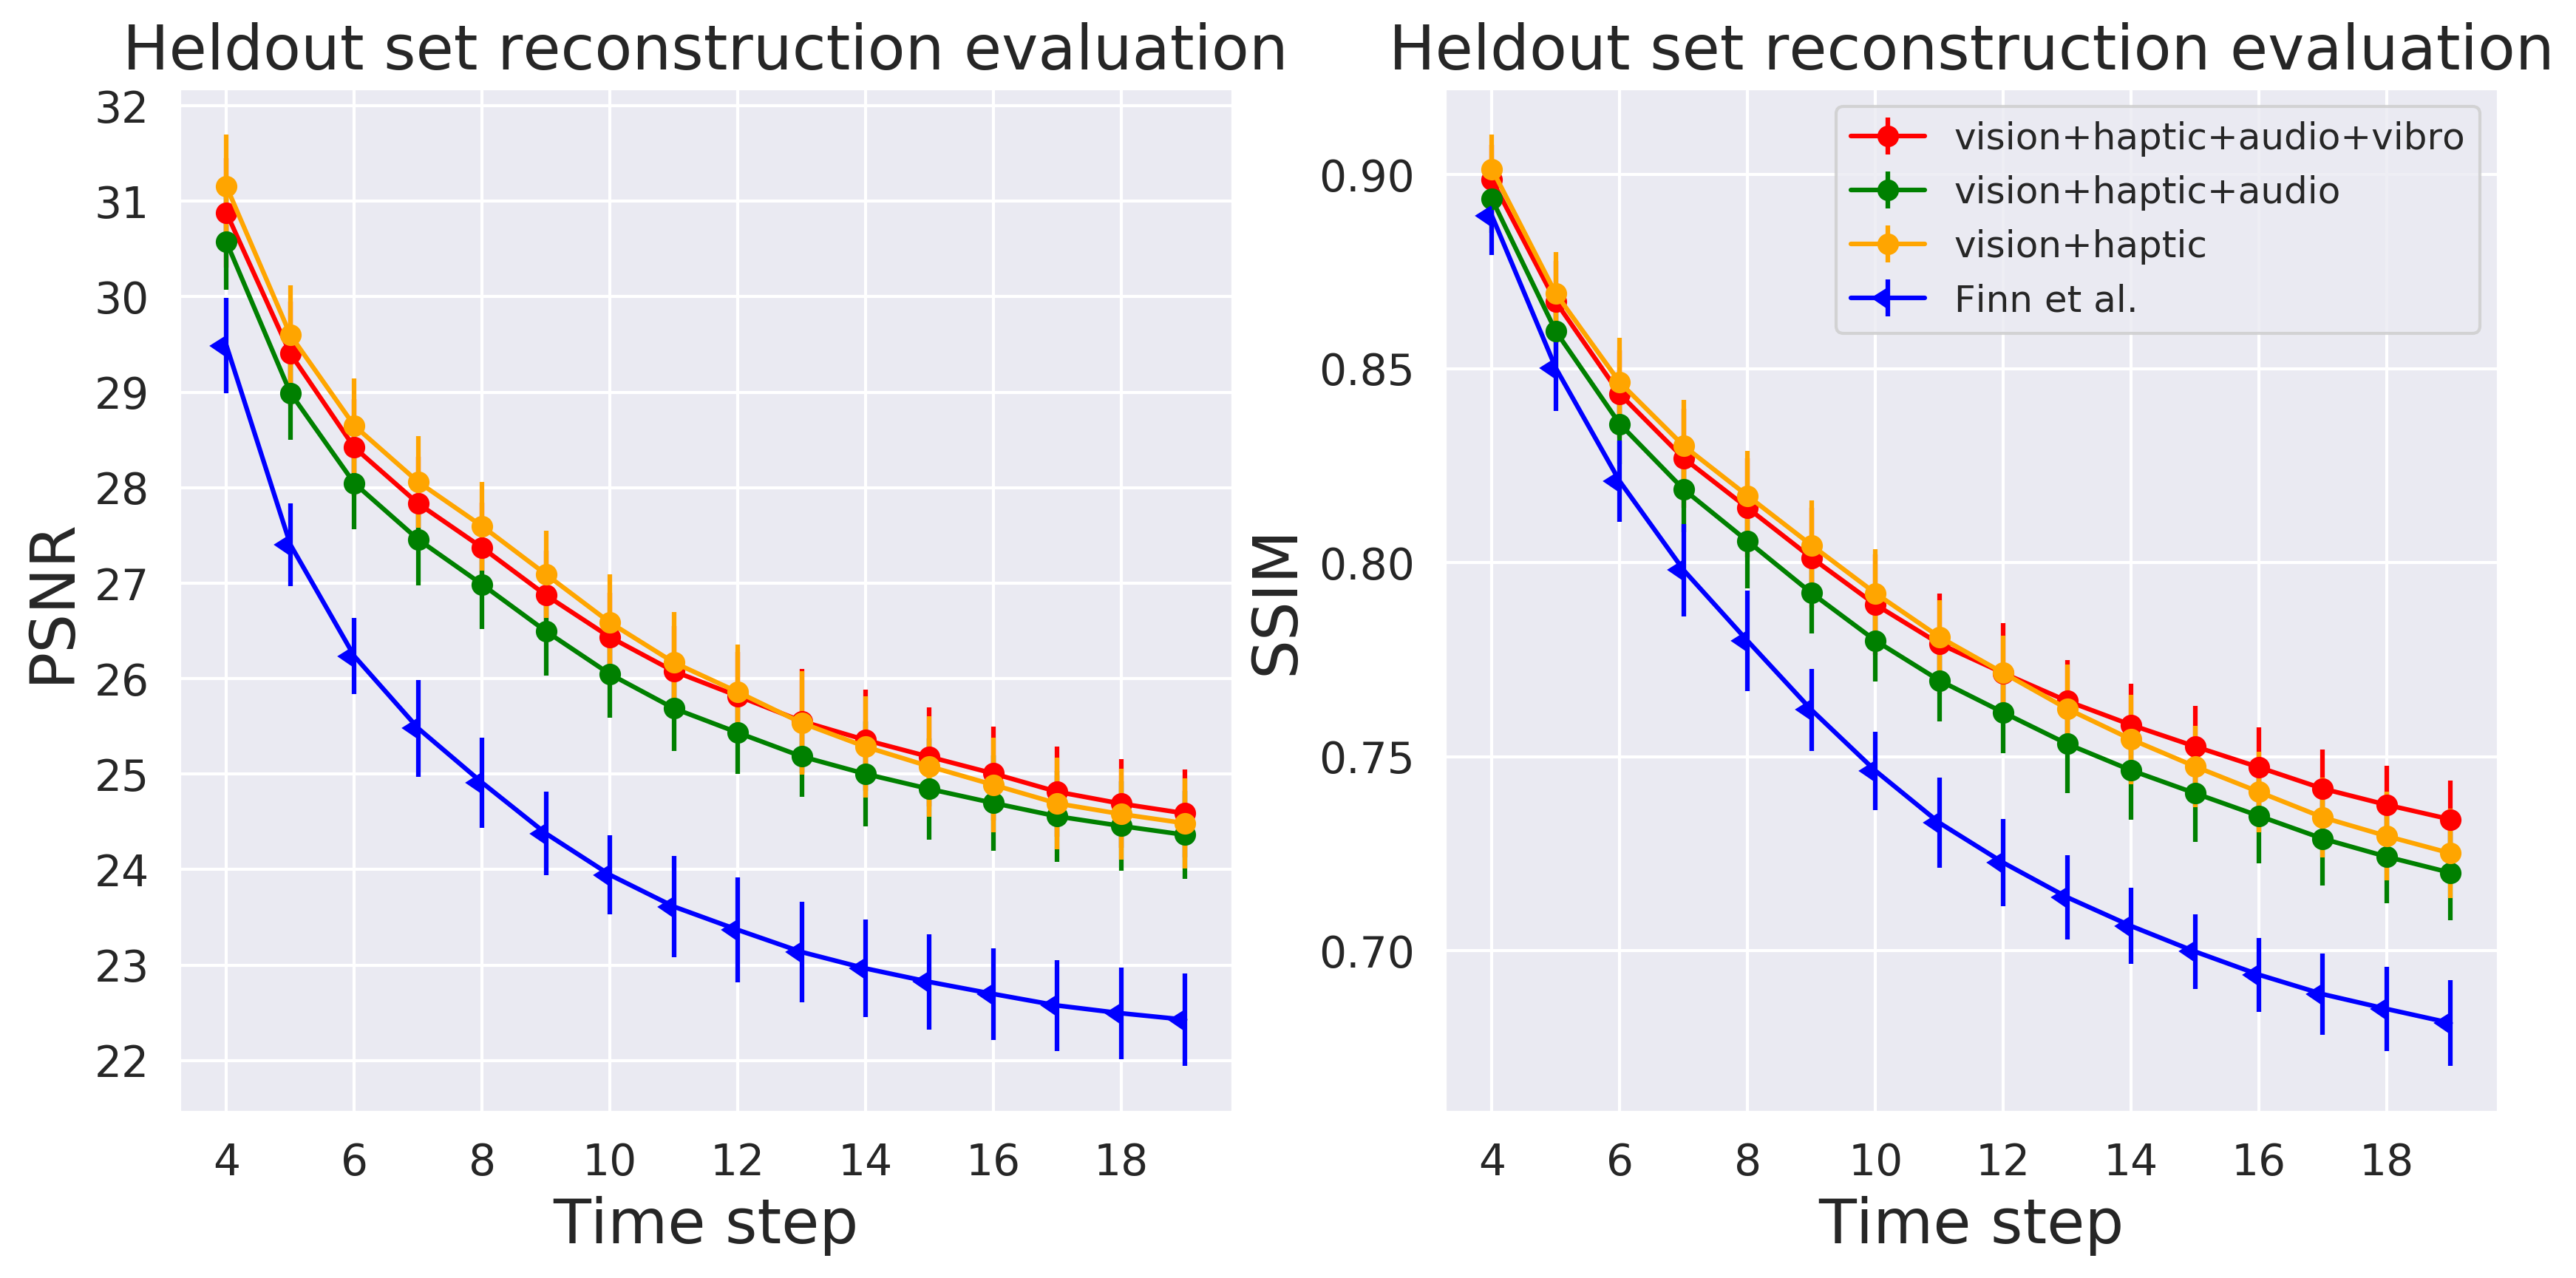 Heldout set reconstruction evaluation
32
31
30
29
28
27
26
25
24
23
22
PSNR
4 6 8 10 12 14 16 18
Time step
Heldout set reconstruction evaluation
0.90
0.85
0.80
0.75
0.70
SSIM
vision+haptic+audio+vibro
vision+haptic+audio
vision+haptic
Finn et al.
4 6 8 10 12 14 16 18
Time step